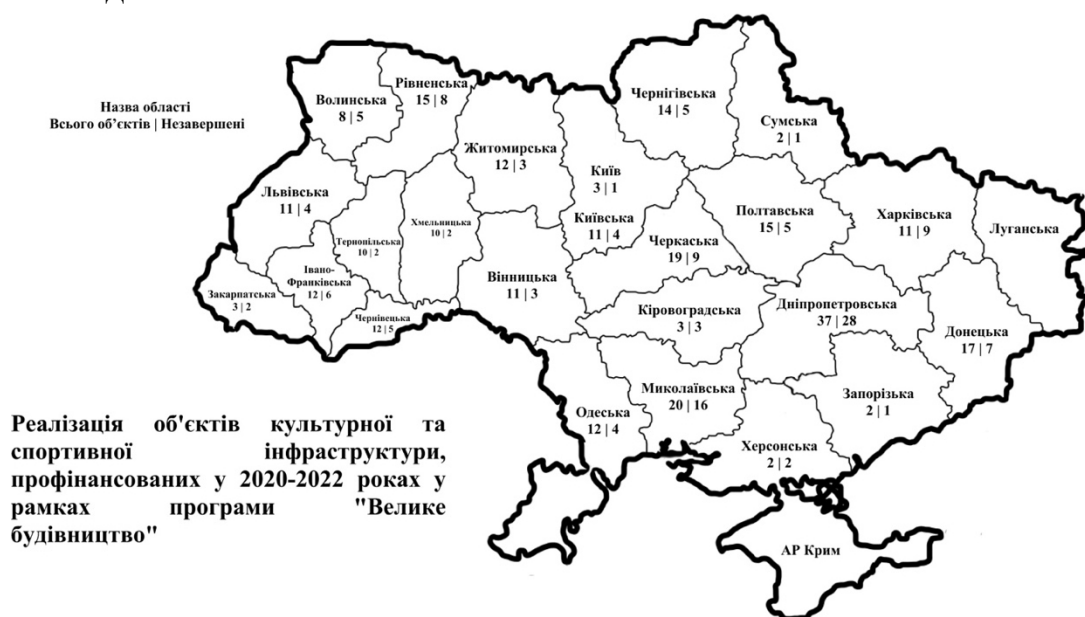 Назва області
Всього об’єктів | Незавершені
Волинська
8 | 5
Рівненська
15 | 8
Житомирська
12 | 3
Київ
3 | 1
Київська
11 | 4
Чернігівська
14 | 5
Сумська
2 | 1
Львівська
11 | 4
Тернопільська
10 | 2
Хмельницька
10 | 2
Вінницька
11 | 3
Черкаська
19 | 9
Полтавська
15 | 5
Харківська
11 | 9
Луганська
Закарпатська
3 | 2
Івано-
Франківська
12 | 6
Чернівецька
12 | 5
Кіровоградська
3 | 3
Дніпропетровська
37 | 28
Донецька
17 | 7
Одеська
12 | 4
Миколаївська
20 | 16
Херсонська
2 | 2
Запорізька
2 | 1
АР Крим
Реалізація об'єктів культурної та
спортивної інфраструктури,
профінансованих у 2020-2022 роках у
рамках програми "Велике
будівництво"